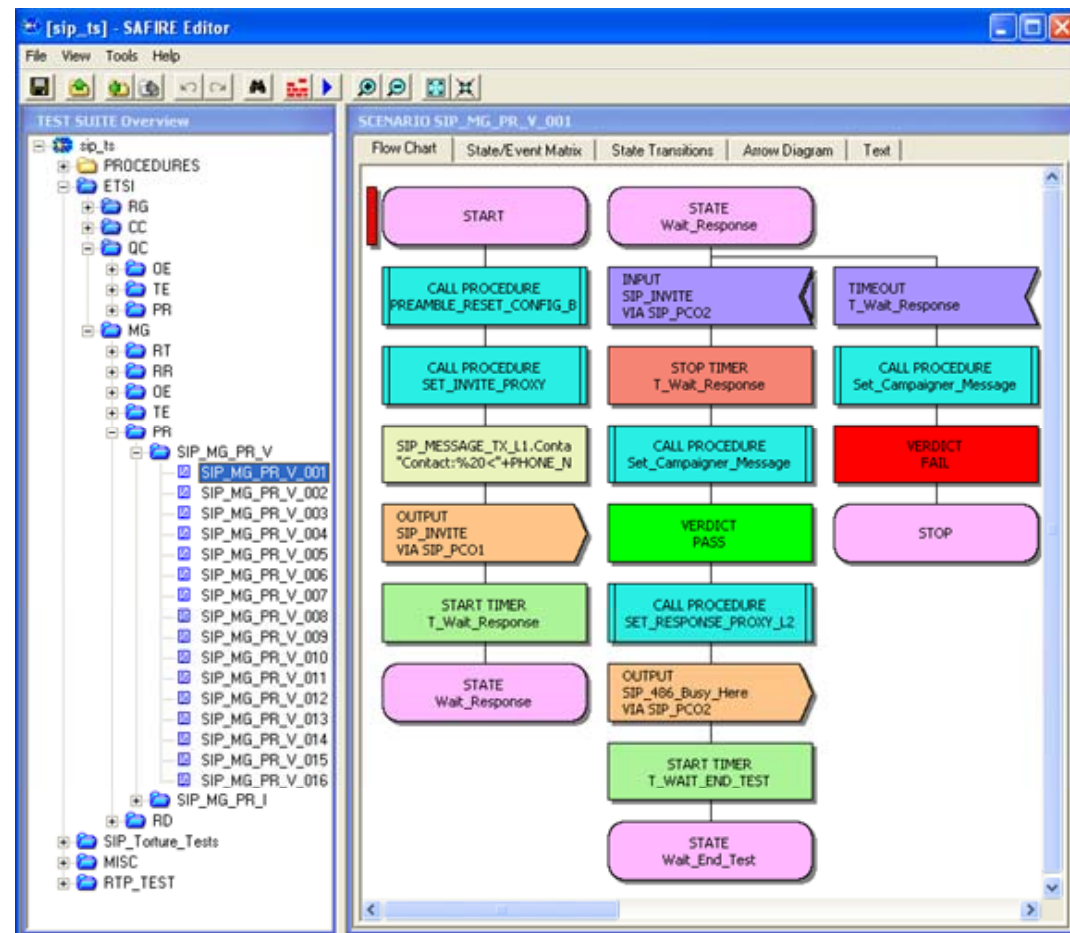 [sip_ts] - SAFIRE Editor
File View Tools Help
TEST SUITE Overview
sip_ts
PROCEDURES
ETSI
RG
CC
QC
OE
TE
PR
MG
RT
RR
OE
TE
PR
SIP_MG_PR_V
SIP_MG_PR_V_001
SIP_MG_PR_V_002
SIP_MG_PR_V_003
SIP_MG_PR_V_004
SIP_MG_PR_V_005
SIP_MG_PR_V_006
SIP_MG_PR_V_007
SIP_MG_PR_V_008
SIP_MG_PR_V_009
SIP_MG_PR_V_010
SIP_MG_PR_V_011
SIP_MG_PR_V_012
SIP_MG_PR_V_013
SIP_MG_PR_V_014
SIP_MG_PR_V_015
SIP_MG_PR_V_016
SIP_MG_PR_I
RD
SIP_Torture_Tests
MISC
RTP_TEST
SCENARIO SIP_MG_PR_V_001
Flow Chart State/Event Matrix State Transitions Arrow Diagram Text
START
CALL PROCEDURE
PREAMBLE_RESET_CONFIG_B
CALL PROCEDURE
SET_INVITE_PROXY
SIP_MESSAGE_TX_L1.Conta
"Contact:%20<"+PHONE_N
OUTPUT
SIP_INVITE
VIA SIP_PCO1
START TIMER
T_Wait_Response
STATE
Wait_Response
STATE
Wait_Response
INPUT
SIP_INVITE
VIA SIP_PCO2
STOP TIMER
T_Wait_Response
CALL PROCEDURE
Set_Campaigner_Message
VERDICT
PASS
CALL PROCEDURE
SET_RESPONSE_PROXY_L2
OUTPUT
SIP_486_Busy_Here
VIA SIP_PCO2
START TIMER
T_WAIT_END_TEST
STATE
Wait_End_Test
TIMEOUT
T_Wait_Response
CALL PROCEDURE
Set_Campaigner_Message
VERDICT
FAIL
STOP